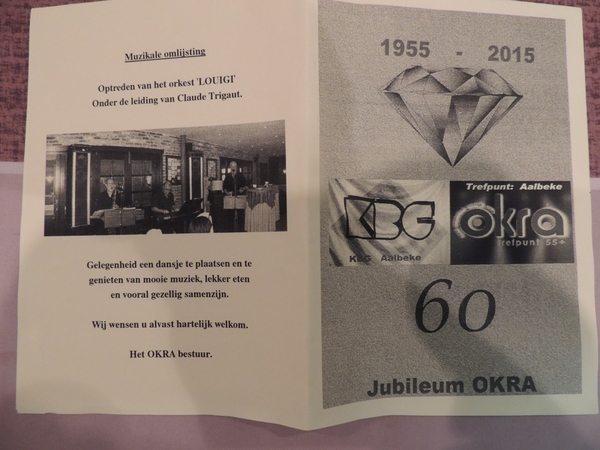 Muzikale omlijsting
Optreden van het orkest 'LOUIGI'
Onder de leiding van Claude Trigaut.
Gelegenheid een dansje te plaatsen en te
genieten van mooie muziek, lekker eten
en vooral gezellig samenzijn.
Wij wensen u alvast hartelijk welkom.
Het OKRA bestuur.
1955 - 2015
KBG
KBG Aalbeke
Trefpunt: Aalbeke
Okra
trefpunt 55+
60
Jubileum OKRA